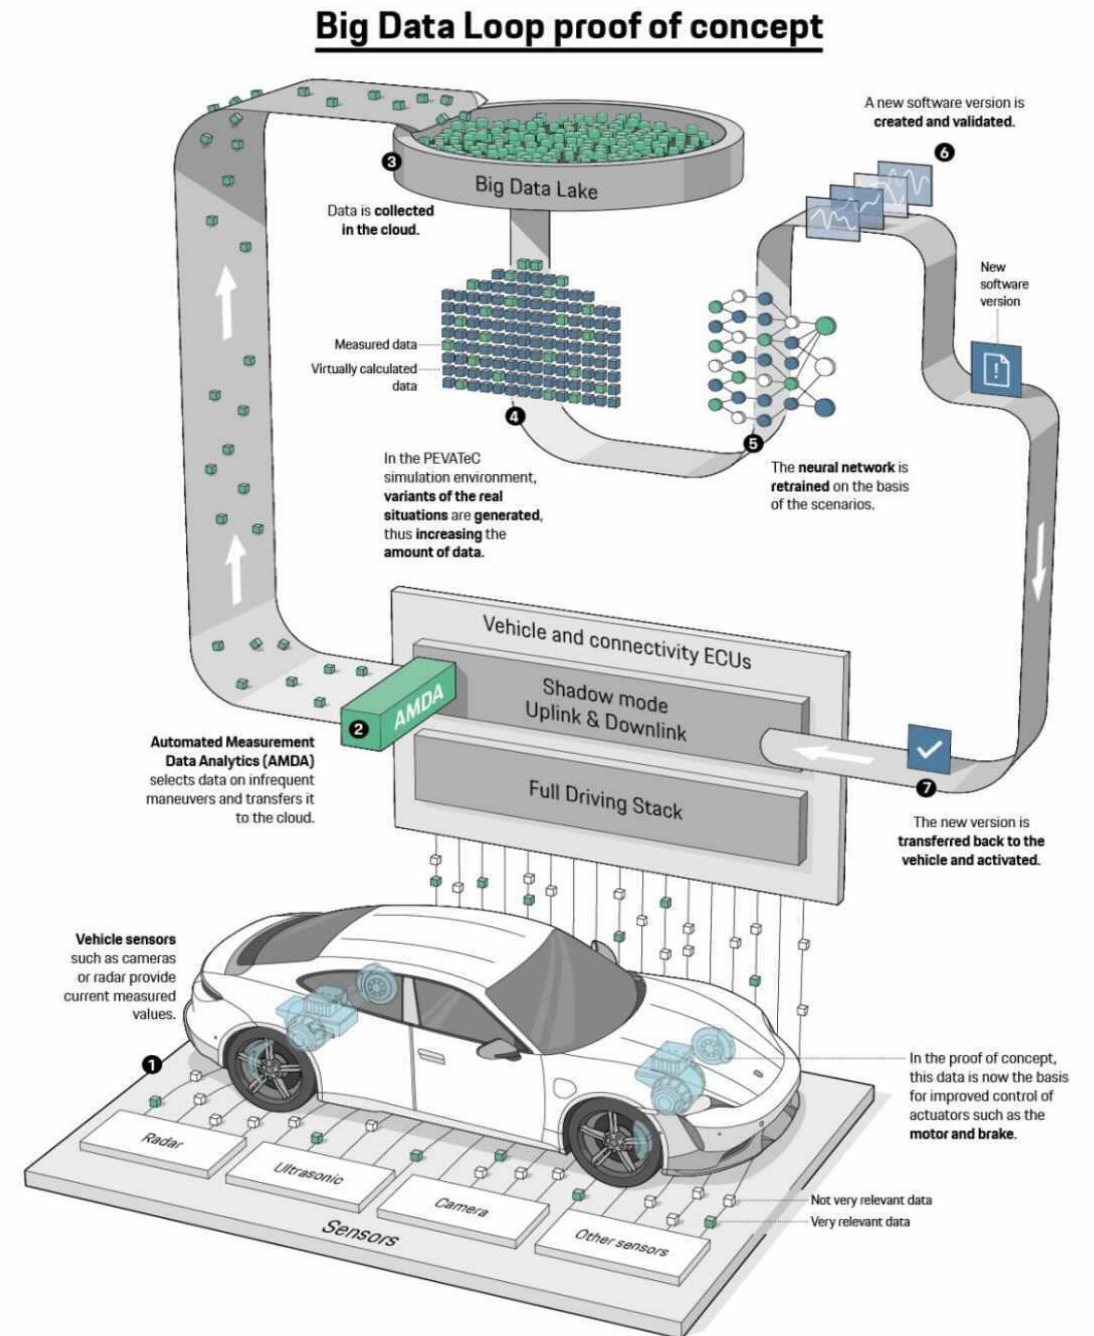 Big Data Loop proof of concept
A new software version is
created and validated.
6
3
Big Data Lake
Data is collected
in the cloud.
New
software
version
Measured data
Virtually calculated
data
4
5
In the PEVATeC
simulation environment,
variants of the real
situations are generated,
thus increasing the
amount of data.
The neural network is
retrained on the basis
of the scenarios.
!
Vehicle and connectivity ECUs
Shadow mode
Uplink & Downlink
Full Driving Stack
2
AMDA
Automated Measurement
Data Analytics (AMDA)
selects data on infrequent
maneuvers and transfers it
to the cloud.
7
The new version is
transferred back to the
vehicle and activated.
Vehicle sensors
such as cameras
or radar provide
current measured
values.
1
In the proof of concept,
this data is now the basis
for improved control of
actuators such as the
motor and brake.
Radar
Ultrasonic
Camera
Other sensors
Sensors
Not very relevant data
Very relevant data